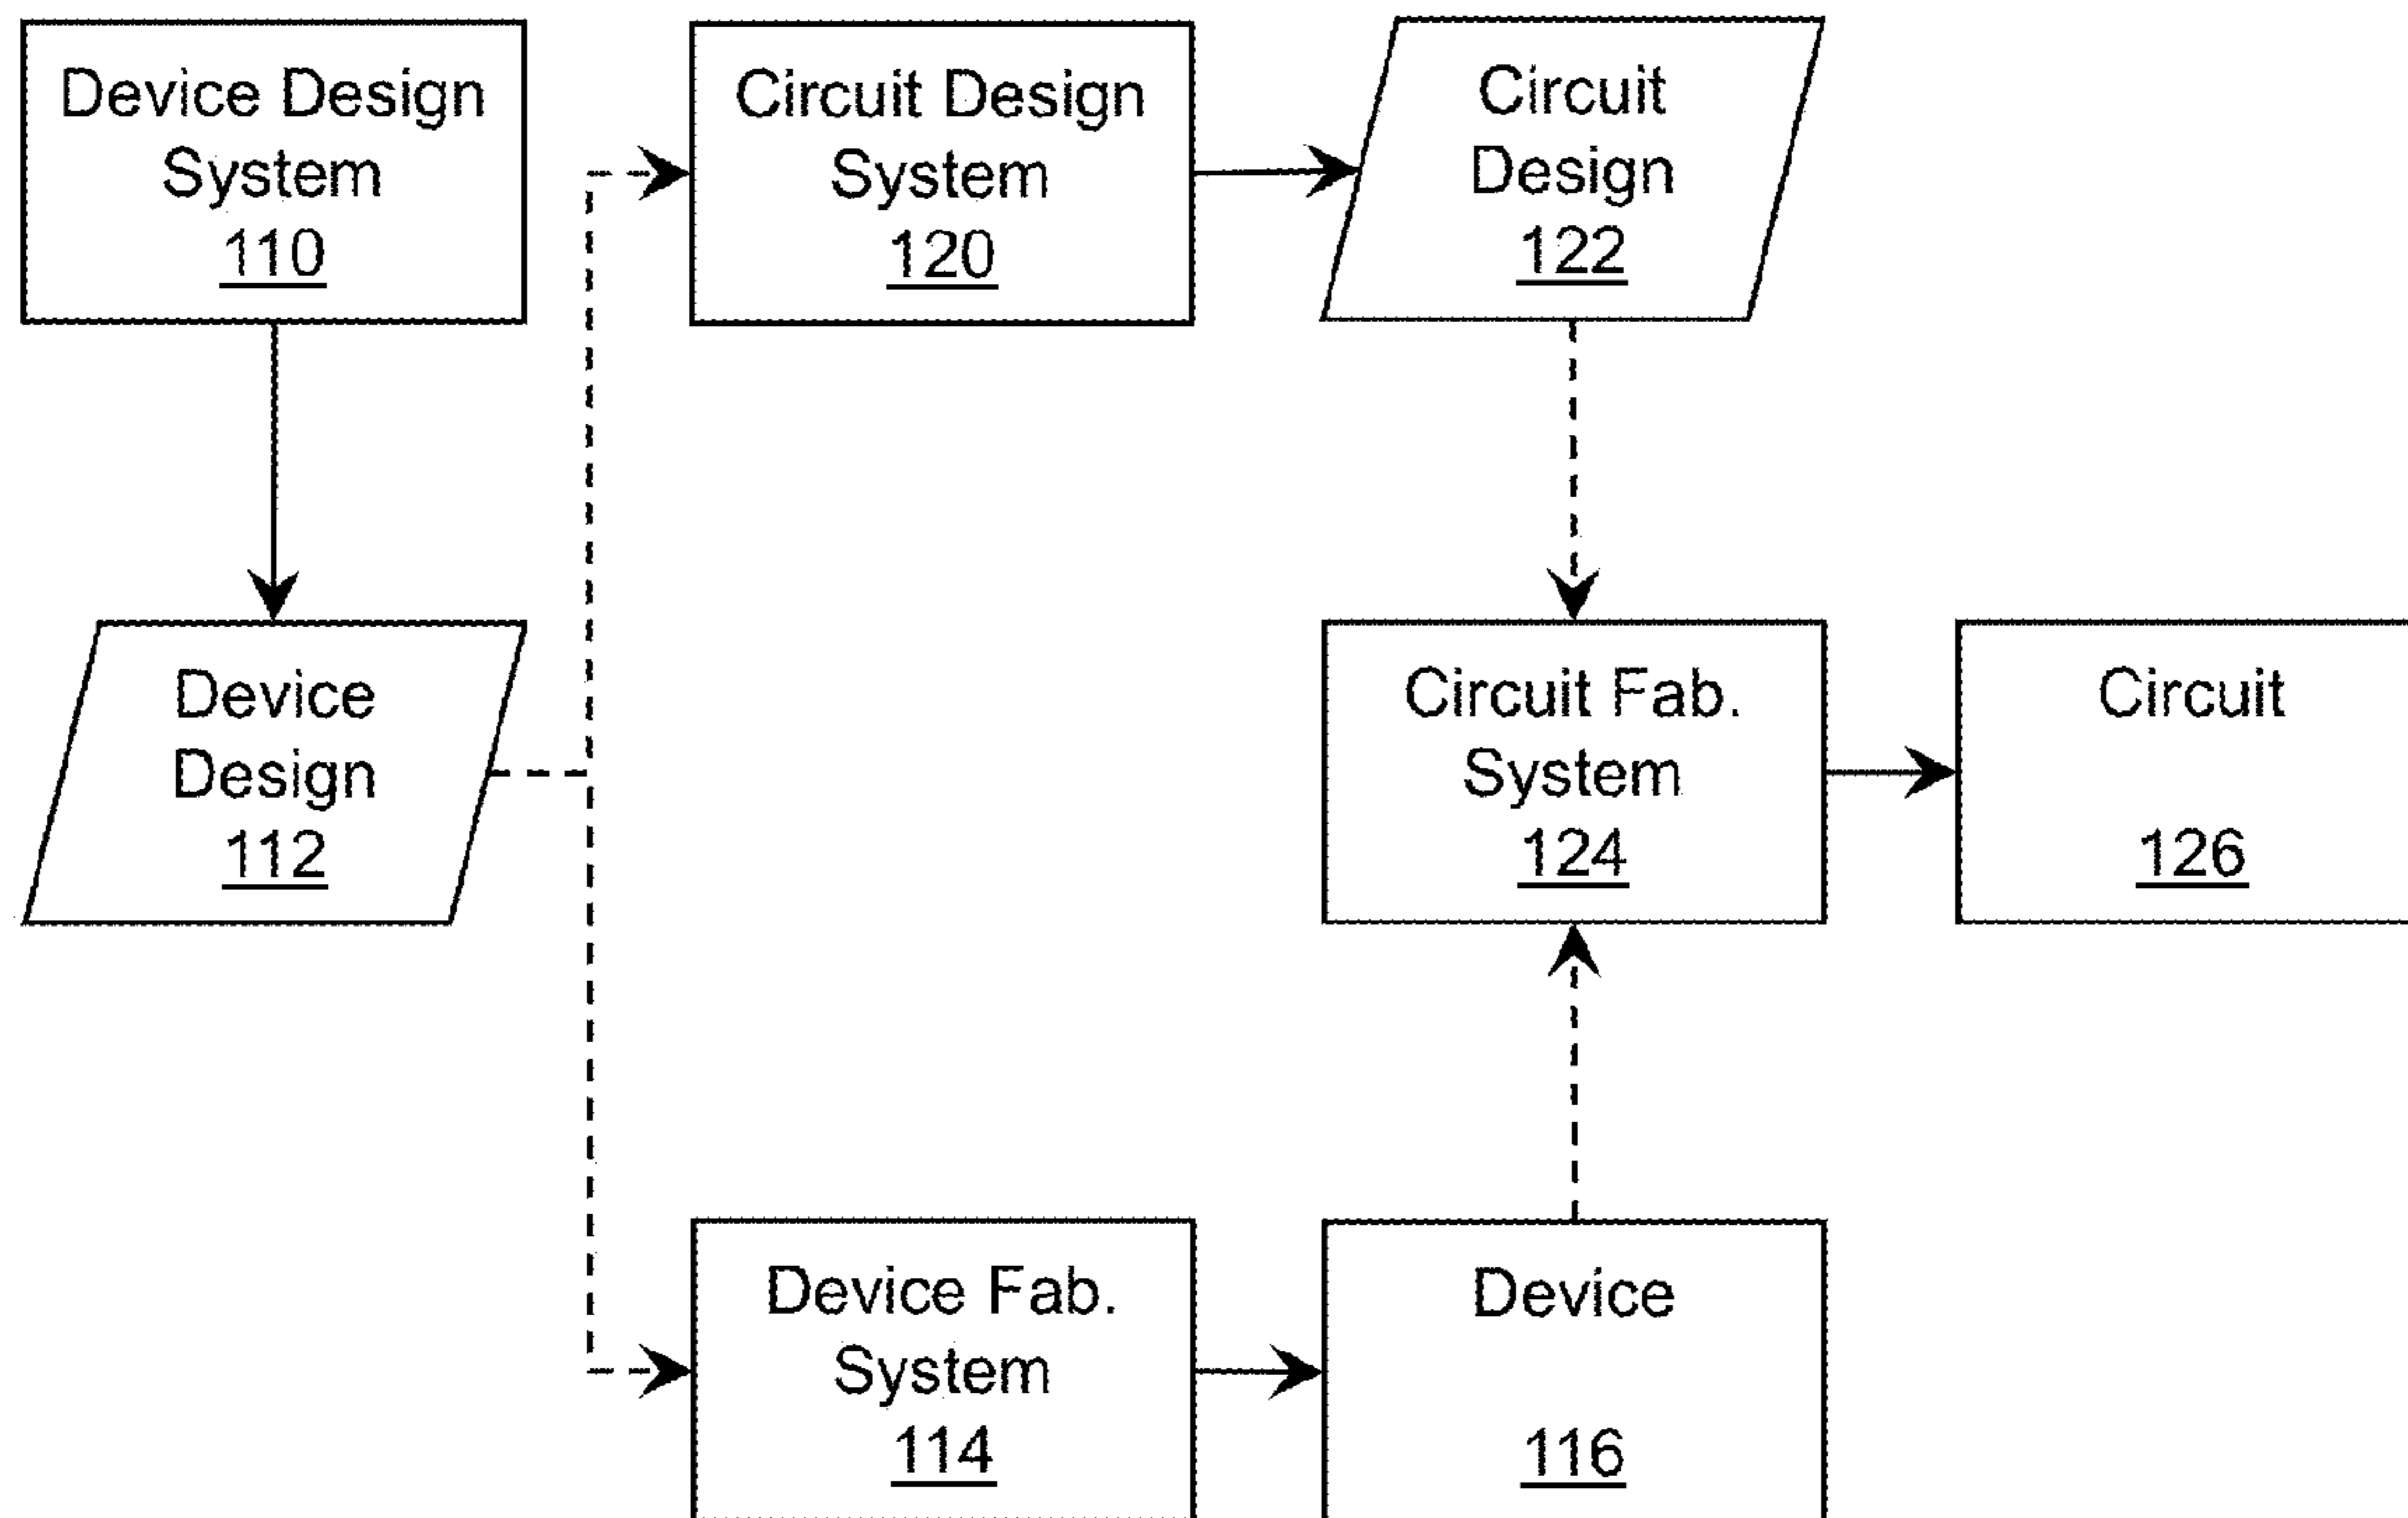 Device Design
System
110
Circuit Design
System
120
Circuit
Design
122
Device
Design
112
Circuit Fab.
System
124
Circuit
126
Device Fab.
System
114
Device
116